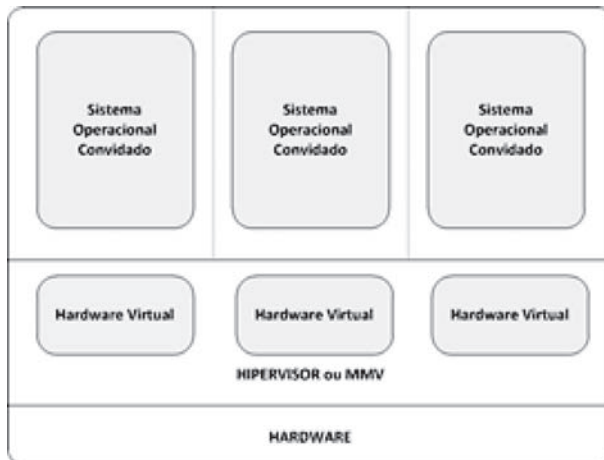 Sistema
Operacional
Convidado
Sistema
Operacional
Convidado
Sistema
Operacional
Convidado
Hardware Virtual
Hardware Virtual
Hardware Virtual
HIPERVISOR ou MMV
HARDWARE